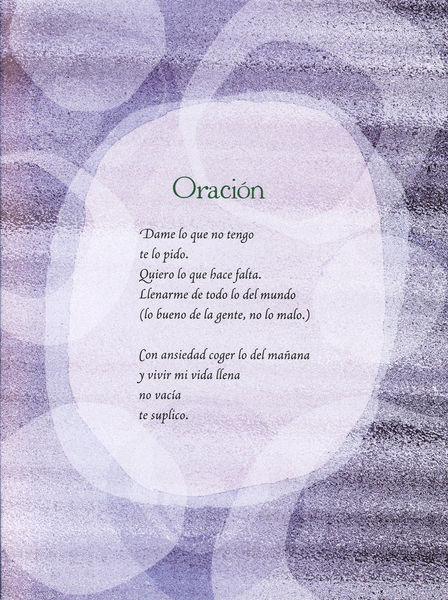 Oración
Dame lo que no tengo
te lo pido.
Quiero lo que hace falta.
Llenarme de todo lo del mundo
(lo bueno de la gente, no lo malo.)
Con ansiedad coger lo del mañana
y vivir mi vida llena
no vacía
te suplico.